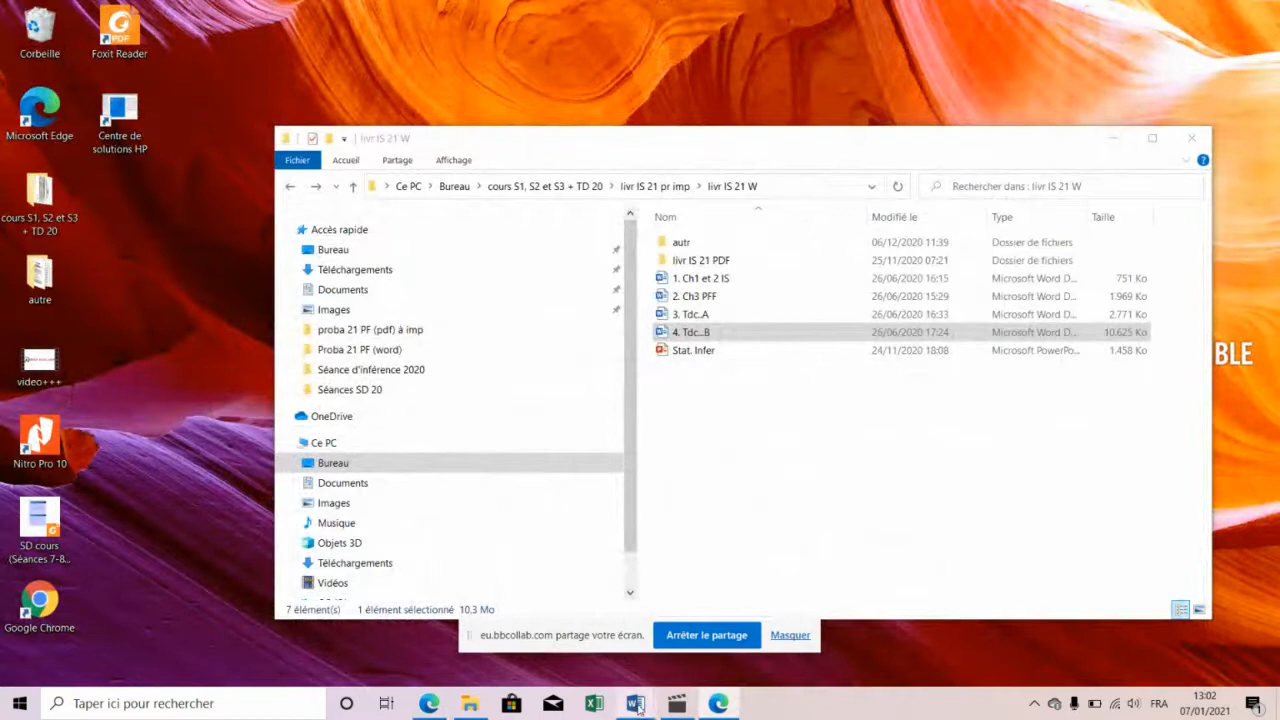 Corbeille
Foxit Reader
Microsoft Edge
Centre de
solutions HP
cours S1, S2 et S3
+ TD 20
autre
video+++
Nitro Pro 10
SD cours
(Séances 7-8...
Google Chrome
livr IS 21 W
Fichier
Accueil
Partage
Affichage
Ce PC
Bureau
cours S1, S2 et S3 + TD 20
livr IS 21 pr imp
livr IS 21 W
Rechercher dans : livr IS 21 W
Accès rapide
Bureau
Téléchargements
Documents
Images
proba 21 PF (pdf) à imp
Proba 21 PF (word)
Séance d'inférence 2020
Séances SD 20
OneDrive
Ce PC
Bureau
Documents
Images
Musique
Objets 3D
Téléchargements
Vidéos
Nom Modifié le Type Taille
autr 06/12/2020 11:39 Dossier de fichiers
livr IS 21 PDF 25/11/2020 07:21 Dossier de fichiers
1. Ch1 et 2 IS 26/06/2020 16:15 Microsoft Word D... 751 Ko
2. Ch3 PFF 26/06/2020 15:29 Microsoft Word D... 1.969 Ko
3. Tdc..A 26/06/2020 16:33 Microsoft Word D... 2.771 Ko
4. Tdc...B 26/06/2020 17:24 Microsoft Word D... 10.625 Ko
Stat. Infer 24/11/2020 18:08 Microsoft PowerPo... 1.458 Ko
BLE
7 élément(s) 1 élément sélectionné 10,3 Mo
eu.bbcollab.com partage votre écran.
Arrêter le partage
Masquer
Taper ici pour rechercher
FRA
13:02
07/01/2021
1